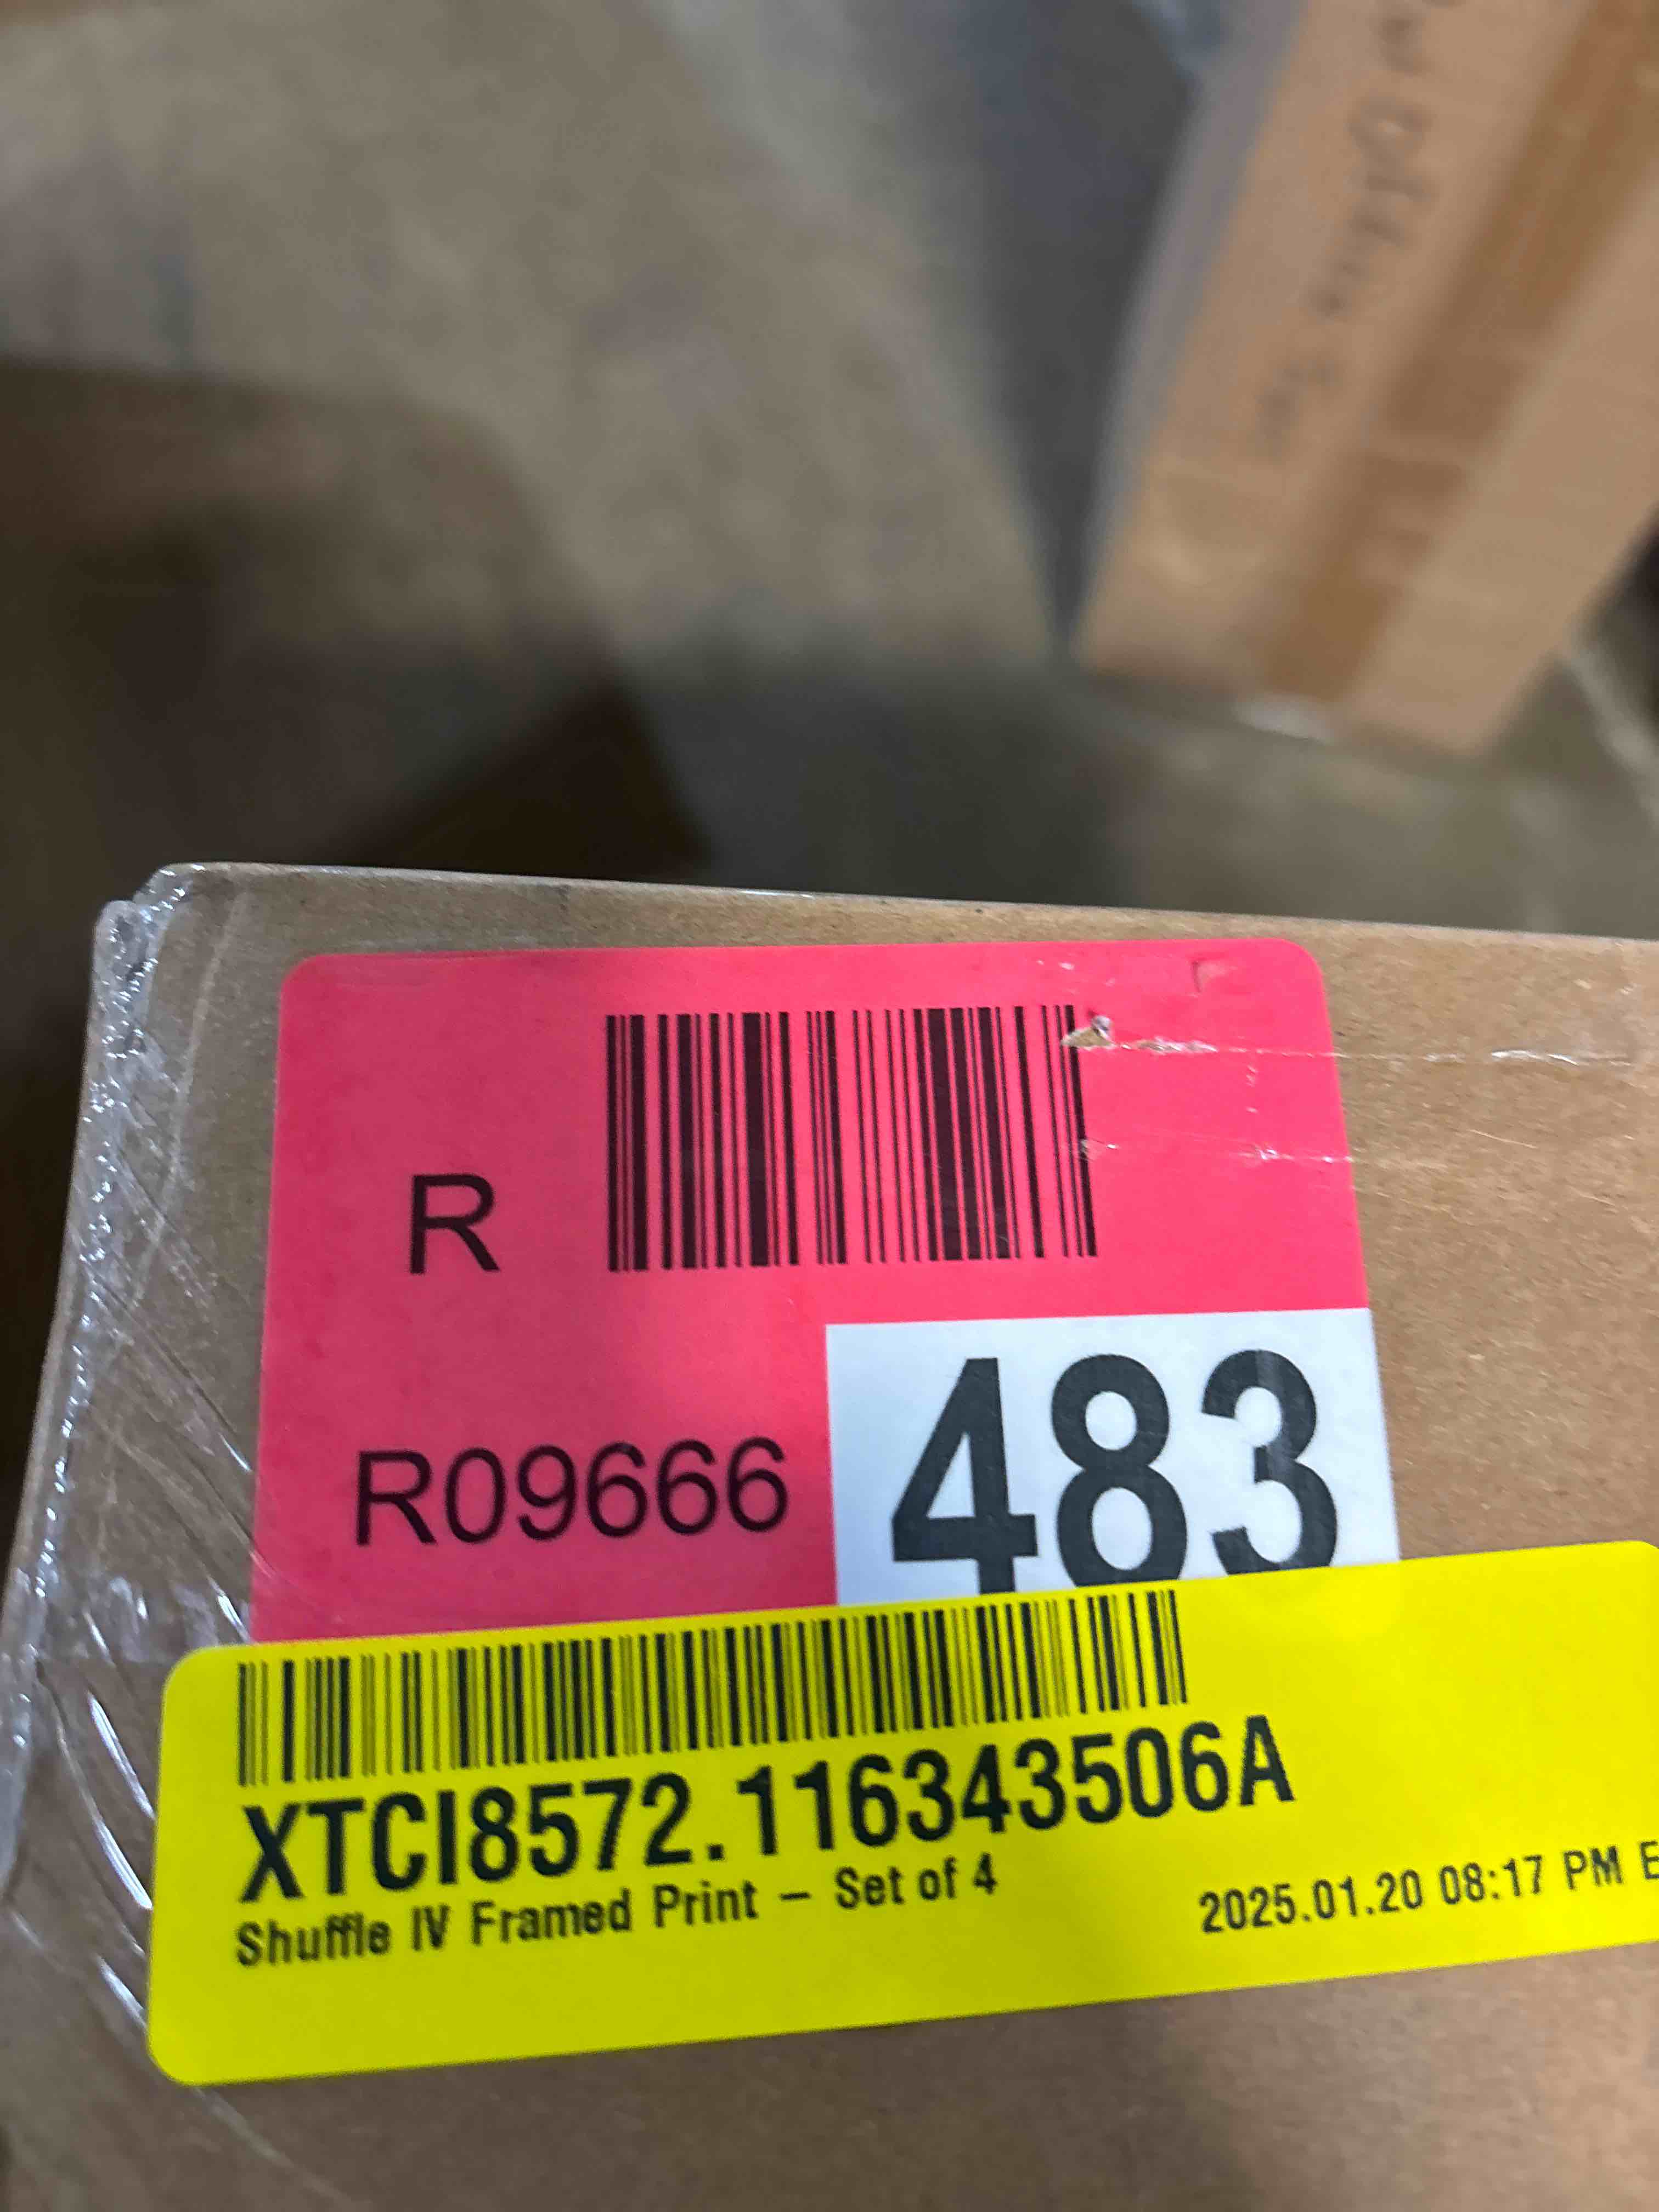 R
R09666
483
XTCI8572.116343506A
Shuffle IV Framed Print – Set of 4
2025.01.20 08:17 PM E